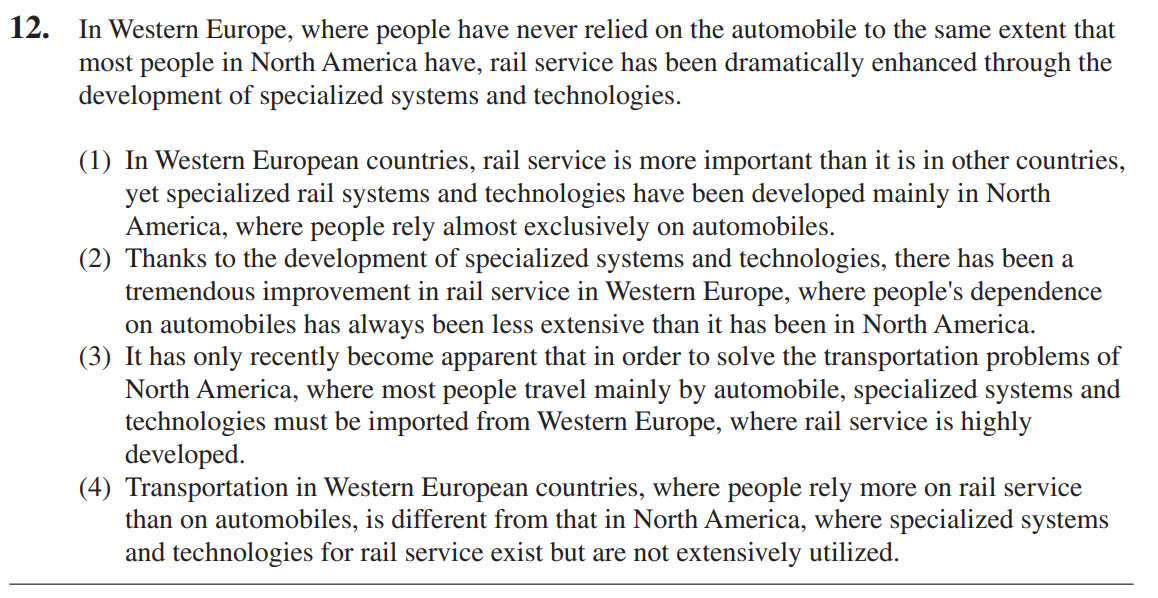 12. In Western Europe, where people have never relied on the automobile to the same extent that
most people in North America have, rail service has been dramatically enhanced through the
development of specialized systems and technologies.
(1) In Western European countries, rail service is more important than it is in other countries,
yet specialized rail systems and technologies have been developed mainly in North
America, where people rely almost exclusively on automobiles.
(2) Thanks to the development of specialized systems and technologies, there has been a
tremendous improvement in rail service in Western Europe, where people's dependence
on automobiles has always been less extensive than it has been in North America.
(3) It has only recently become apparent that in order to solve the transportation problems of
North America, where most people travel mainly by automobile, specialized systems and
technologies must be imported from Western Europe, where rail service is highly
developed.
(4) Transportation in Western European countries, where people rely more on rail service
than on automobiles, is different from that in North America, where specialized systems
and technologies for rail service exist but are not extensively utilized.